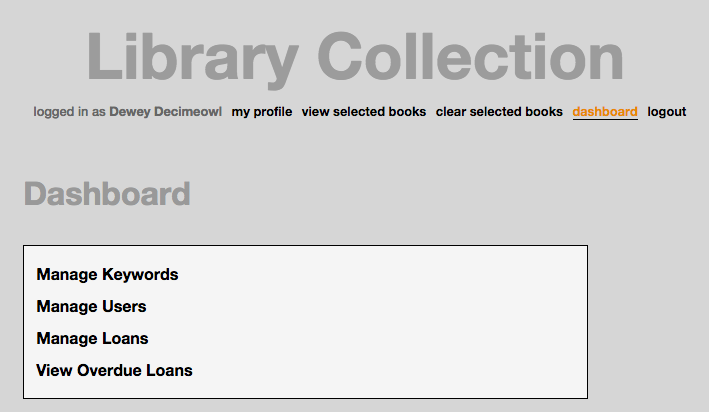 Library Collection
logged in as Dewey Decimeowl my profile view selected books clear selected books dashboard logout
Dashboard
Manage Keywords
Manage Users
Manage Loans
View Overdue Loans